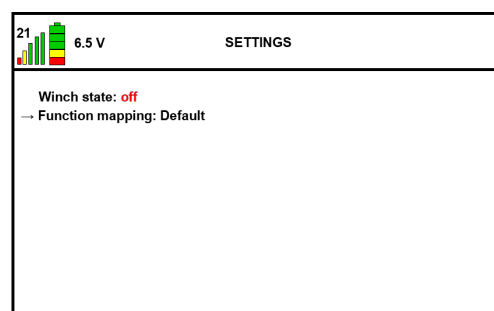 21
6.5 V
SETTINGS
Winch state: off
→ Function mapping: Default